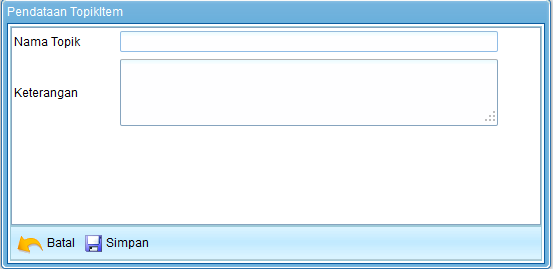 Pendataan TopikItem
Nama Topik
Keterangan
Batal Simpan